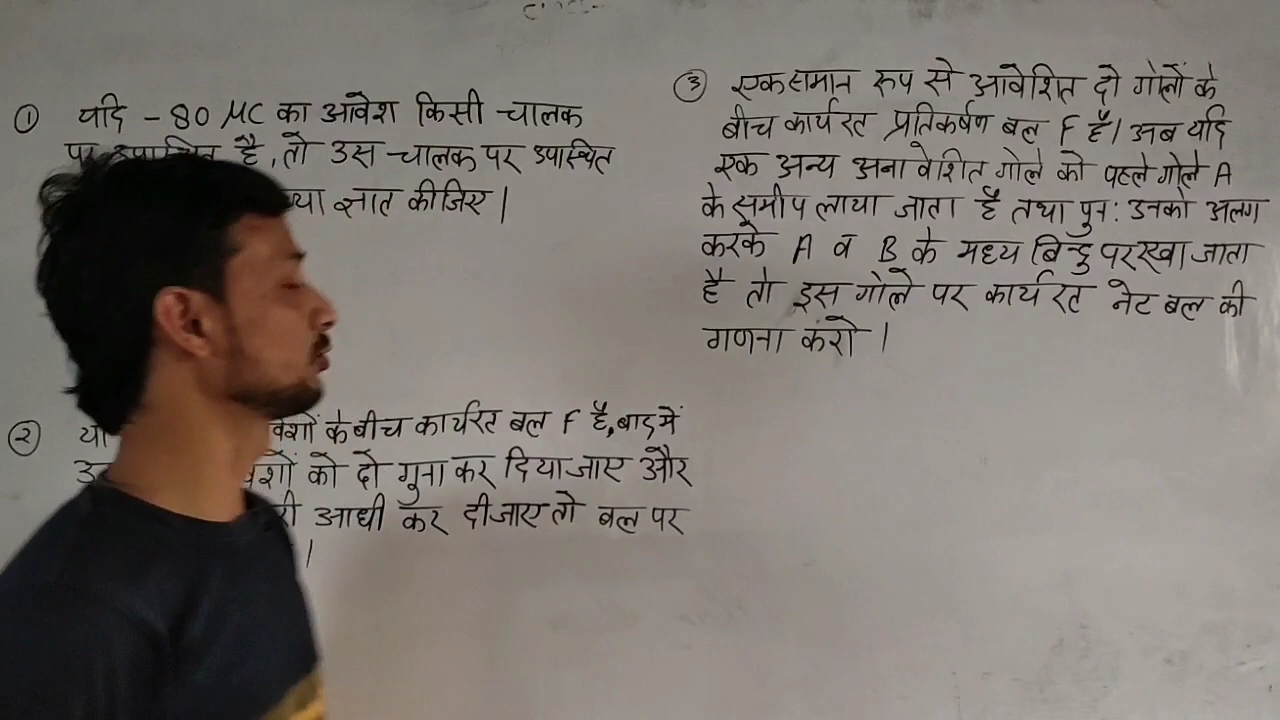 ① यदि - 80 μC का आवेश किसी चालक
है, तो उस चालक पर उपास्थित
ज्ञात कीजिए।
② के बीच कार्यरत बल F है, बाद में
को दो गुना कर दिया जाए और
आधी कर दी जाए तो बल पर
।
③ एकसमान रूप से आवेशित दो गोलों के
बीच कार्यरत प्रतिकर्षण बल F है। अब यदि
एक अन्य अनावेशित गोले को पहले गोले A
के समीप लाया जाता है तथा पुन: उनको अलग
करके A व B के मध्य बिन्दु पर रखा जाता
है तो इस गोले पर कार्यरत नेट बल की
गणना करो।